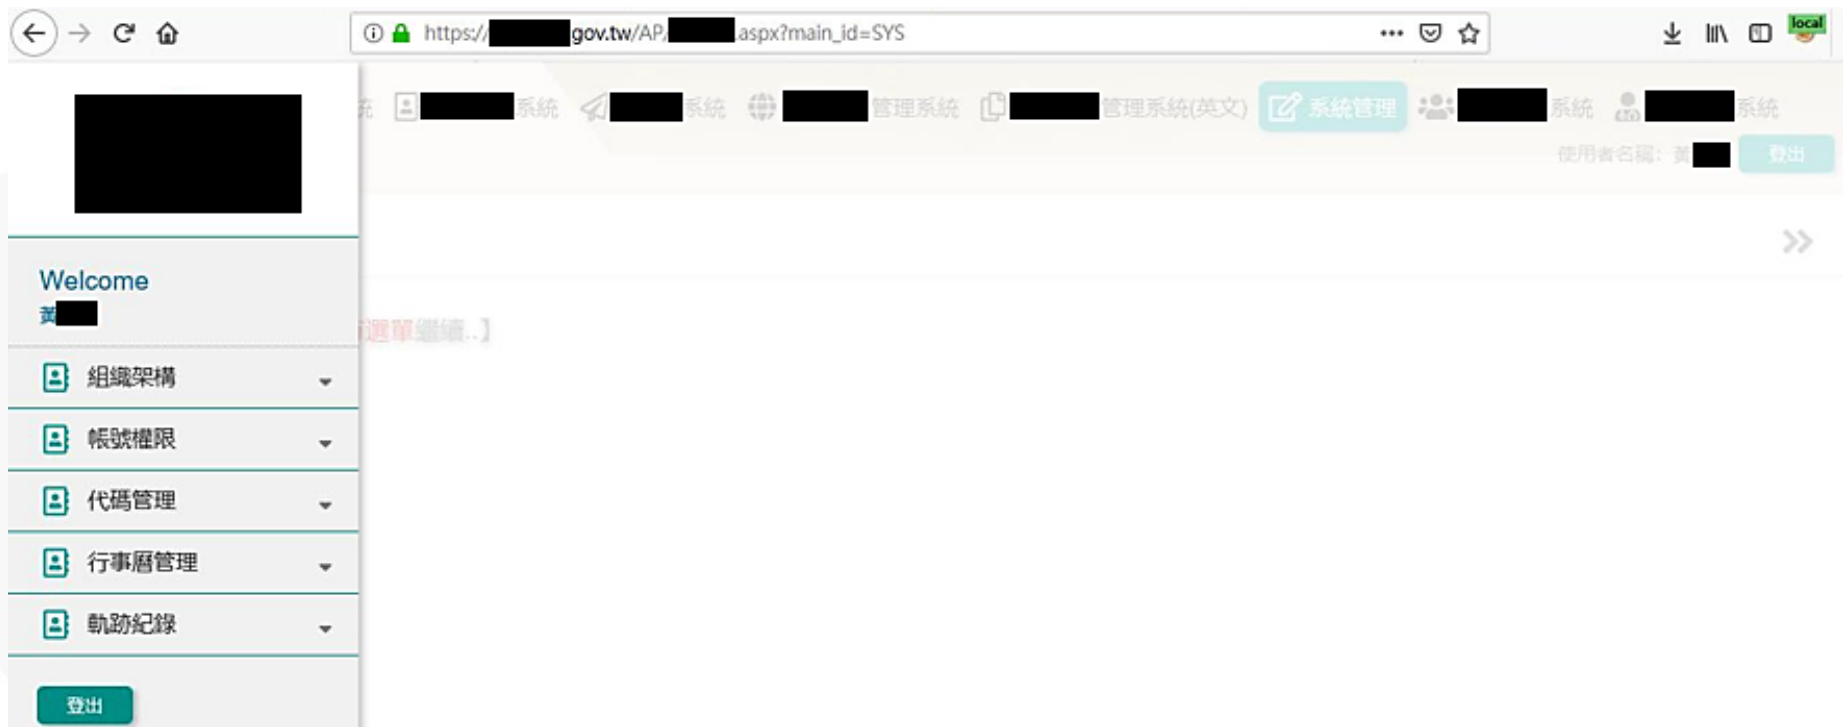 https:// gov.tw/AP/ .aspx?main_id=SYS
local
系統
系統
管理系統
管理系統(英文)
系統管理
系統
系統
使用者名稱：黃
登出
Welcome
黃
選單繼續..】
組織架構
帳號權限
代碼管理
行事曆管理
軌跡紀錄
登出